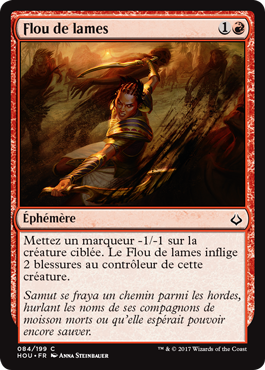 Flou de lames 1
Éphémère
Mettez un marqueur -1/-1 sur la
créature ciblée. Le Flou de lames inflige
2 blessures au contrôleur de cette
créature.
Samut se fraya un chemin parmi les hordes,
hurlant les noms de ses compagnons de
moisson morts ou qu'elle espérait pouvoir
encore sauver.
084/199 C
HOU • FR Anna Steinbauer
™ & © 2017 Wizards of the Coast